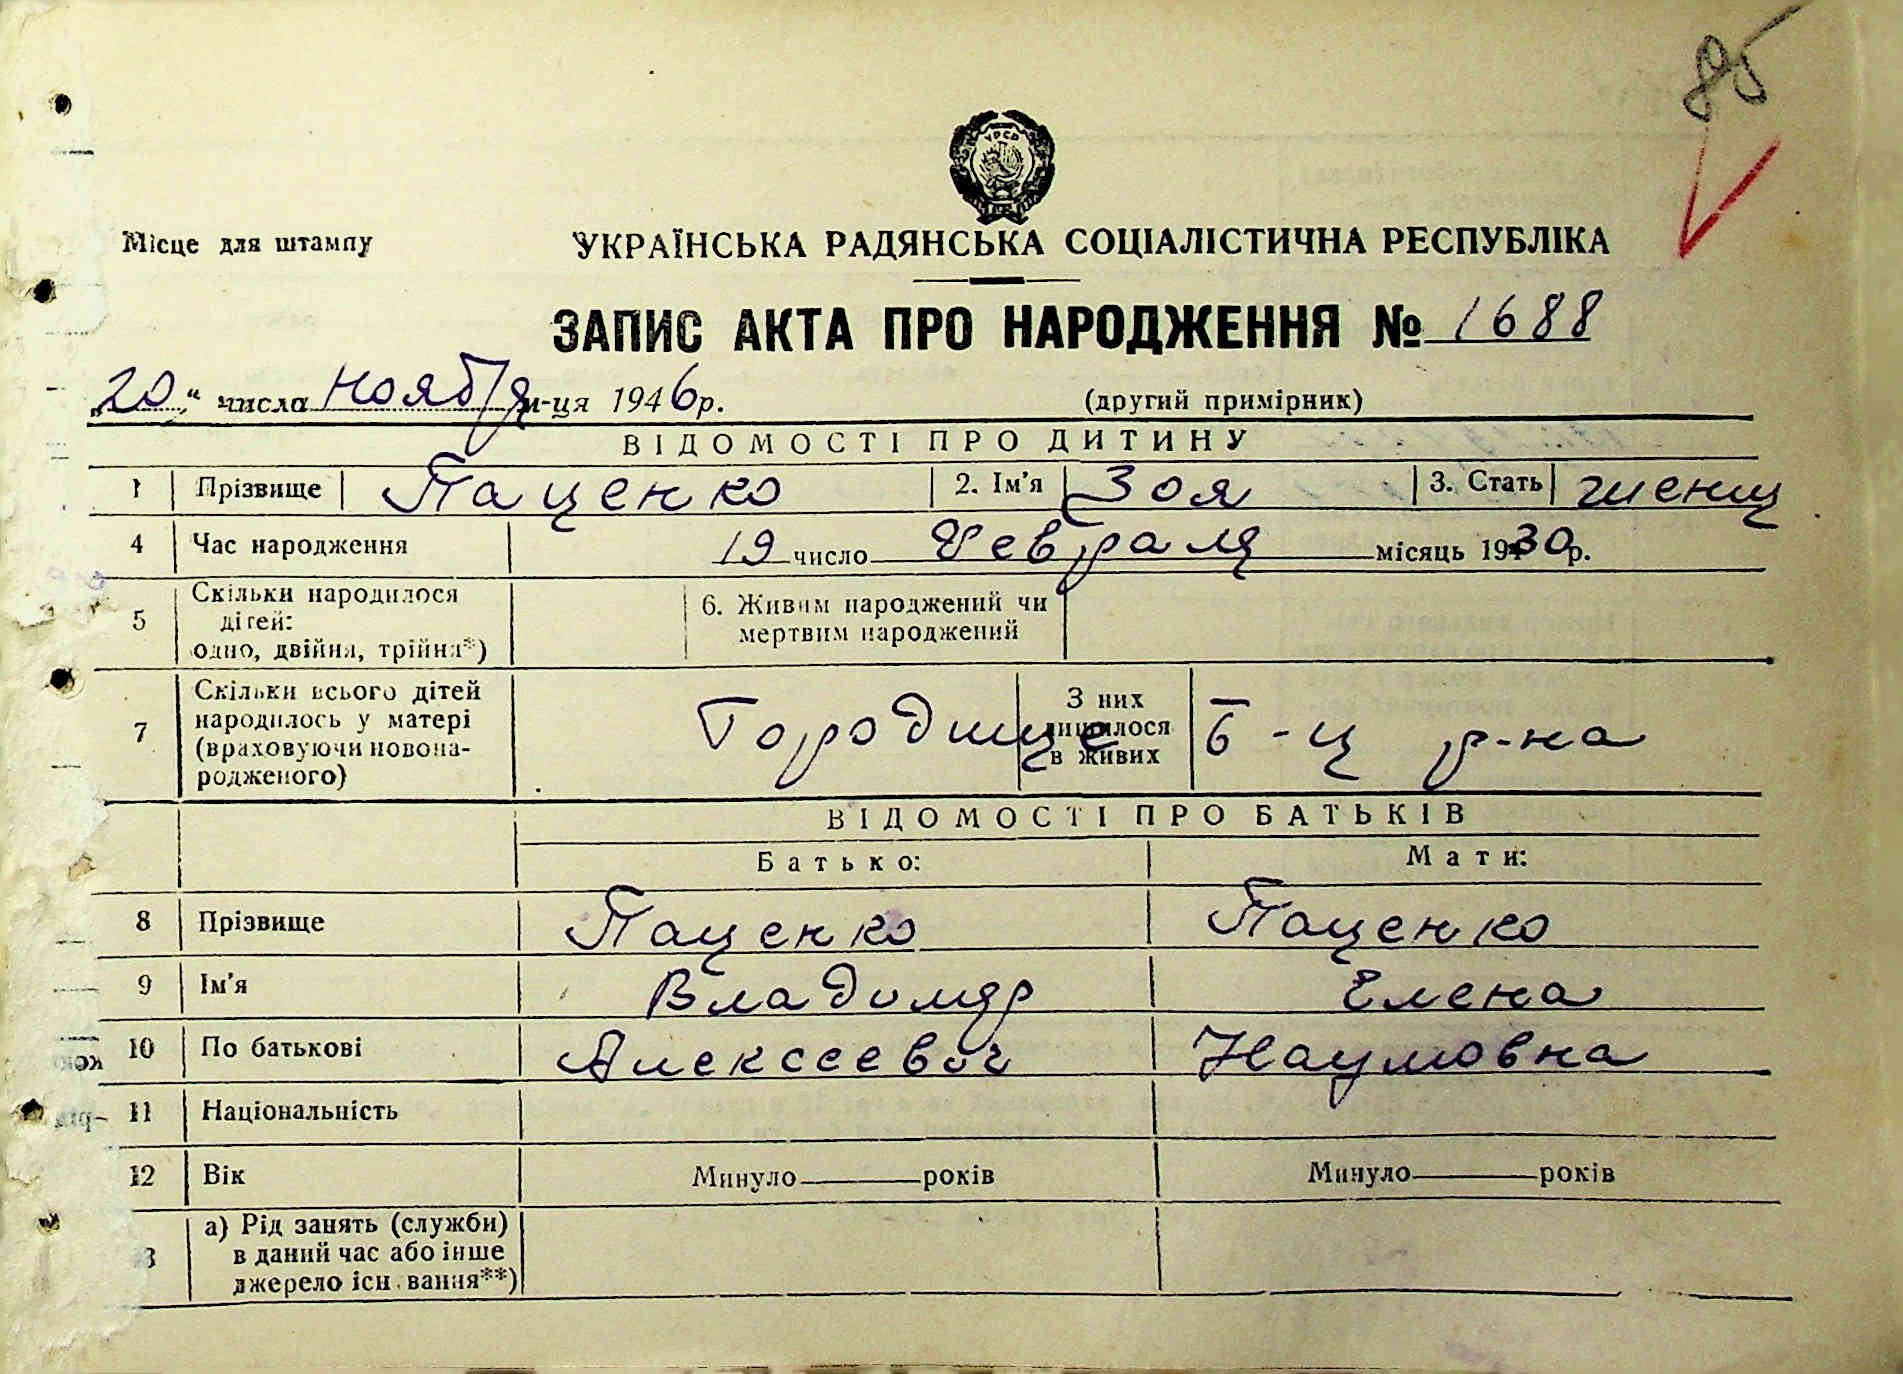 85
УРСР
Місце для штампу
УКРАЇНСЬКА РАДЯНСЬКА СОЦІАЛІСТИЧНА РЕСПУБЛІКА
ЗАПИС АКТА ПРО НАРОДЖЕННЯ № 1688
„20“ числа ноября м-ця 1946 р. (другий примірник)
ВІДОМОСТІ ПРО ДИТИНУ
1 Прізвище Паценко 2. Ім'я Зоя 3. Стать женщ
4 Час народження 19 число Февраля місяць 1930 р.
5 Скільки народилося дітей: одно, двійня, трійня*) 6. Живим народжений чи мертвим народжений
7 Скільки всього дітей народилось у матері (враховуючи новонародженого) Городище З них лишилося в живих Б-ц р-на
ВІДОМОСТІ ПРО БАТЬКІВ
Батько: Мати:
8 Прізвище Паценко Паценко
9 Ім'я Владимир Елена
10 По батькові Алексеевич Наумовна
11 Національність
12 Вік Минуло років Минуло років
13 а) Рід занять (служби) в даний час або інше джерело існування**)